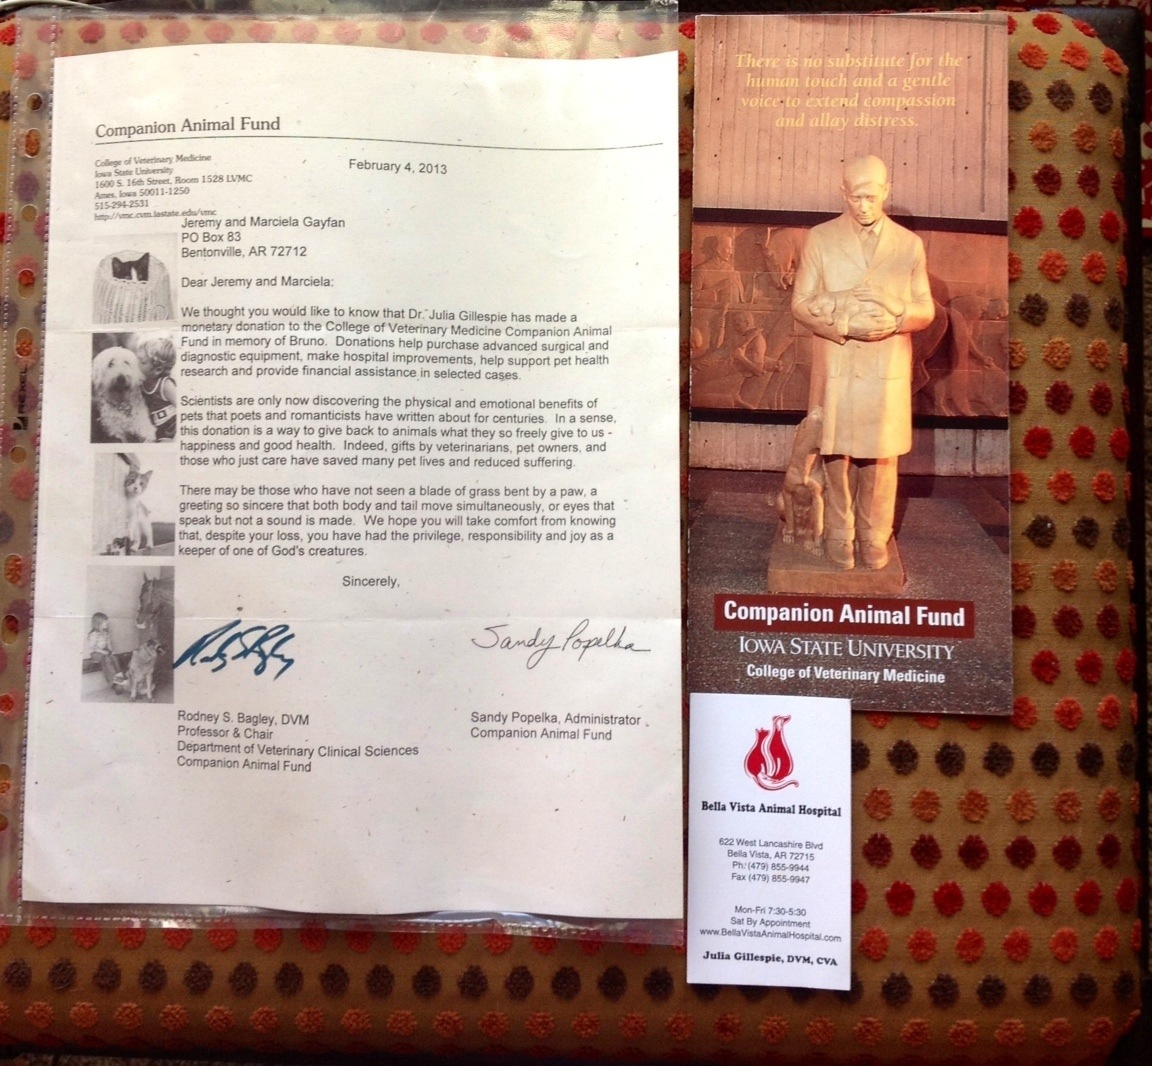 Companion Animal Fund
College of Veterinary Medicine
Iowa State University
1600 S. 16th Street, Room 1528 LVMC
Ames, Iowa 50011-1250
515-294-2531
http://vmc.cvm.iastate.edu/vmc
February 4, 2013
Jeremy and Marciela Gayfan
PO Box 83
Bentonville, AR 72712
Dear Jeremy and Marciela:
We thought you would like to know that Dr. Julia Gillespie has made a
monetary donation to the College of Veterinary Medicine Companion Animal
Fund in memory of Bruno. Donations help purchase advanced surgical and
diagnostic equipment, make hospital improvements, help support pet health
research and provide financial assistance in selected cases.
Scientists are only now discovering the physical and emotional benefits of
pets that poets and romanticists have written about for centuries. In a sense,
this donation is a way to give back to animals what they so freely give to us -
happiness and good health. Indeed, gifts by veterinarians, pet owners, and
those who just care have saved many pet lives and reduced suffering.
There may be those who have not seen a blade of grass bent by a paw, a
greeting so sincere that both body and tail move simultaneously, or eyes that
speak but not a sound is made. We hope you will take comfort from knowing
that, despite your loss, you have had the privilege, responsibility and joy as a
keeper of one of God's creatures.
Sincerely,
Sandy Popelka
Rodney S. Bagley, DVM
Professor & Chair
Department of Veterinary Clinical Sciences
Companion Animal Fund
Sandy Popelka, Administrator
Companion Animal Fund
REXEL
There is no substitute for the
human touch and a gentle
voice to extend compassion
and allay distress.
Companion Animal Fund
IOWA STATE UNIVERSITY
College of Veterinary Medicine
Bella Vista Animal Hospital
622 West Lancashire Blvd
Bella Vista, AR 72715
Ph: (479) 855-9944
Fax (479) 855-9947
Mon-Fri 7:30-5:30
Sat By Appointment
www.BellaVistaAnimalHospital.com
Julia Gillespie, DVM, CVA